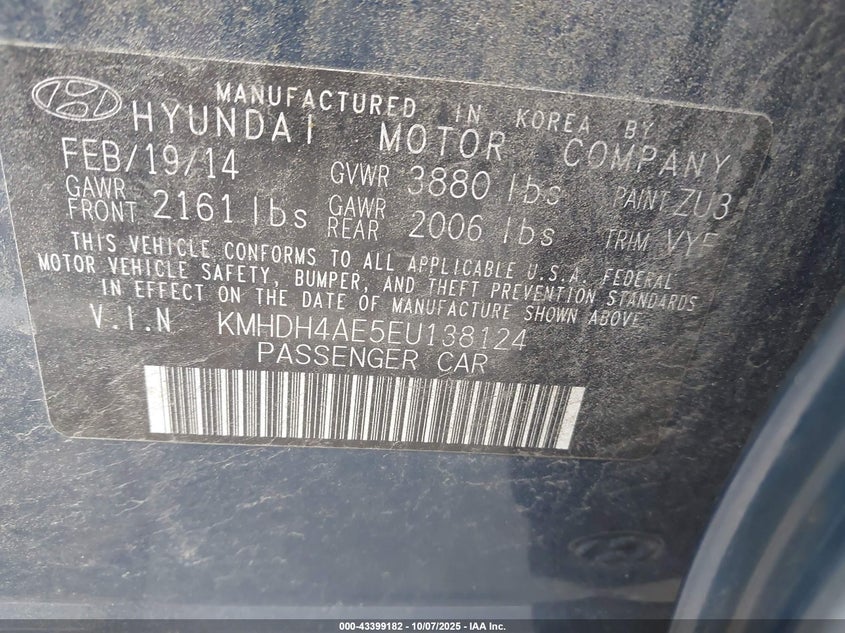 MANUFACTURED IN KOREA BY
HYUNDAI MOTOR COMPANY
FEB/19/14 GVWR 3880 lbs PAINT ZU3
GAWR FRONT 2161 lbs GAWR REAR 2006 lbs TRIM
THIS VEHICLE CONFORMS TO ALL APPLICABLE U.S.A. FEDERAL
MOTOR VEHICLE SAFETY, BUMPER, AND THEFT PREVENTION STANDARDS
IN EFFECT ON THE DATE OF MANUFACTURE SHOWN ABOVE.
V.I.N KMHDH4AE5EU138124
PASSENGER CAR
000-43399182 - 10/07/2025 - IAA Inc.